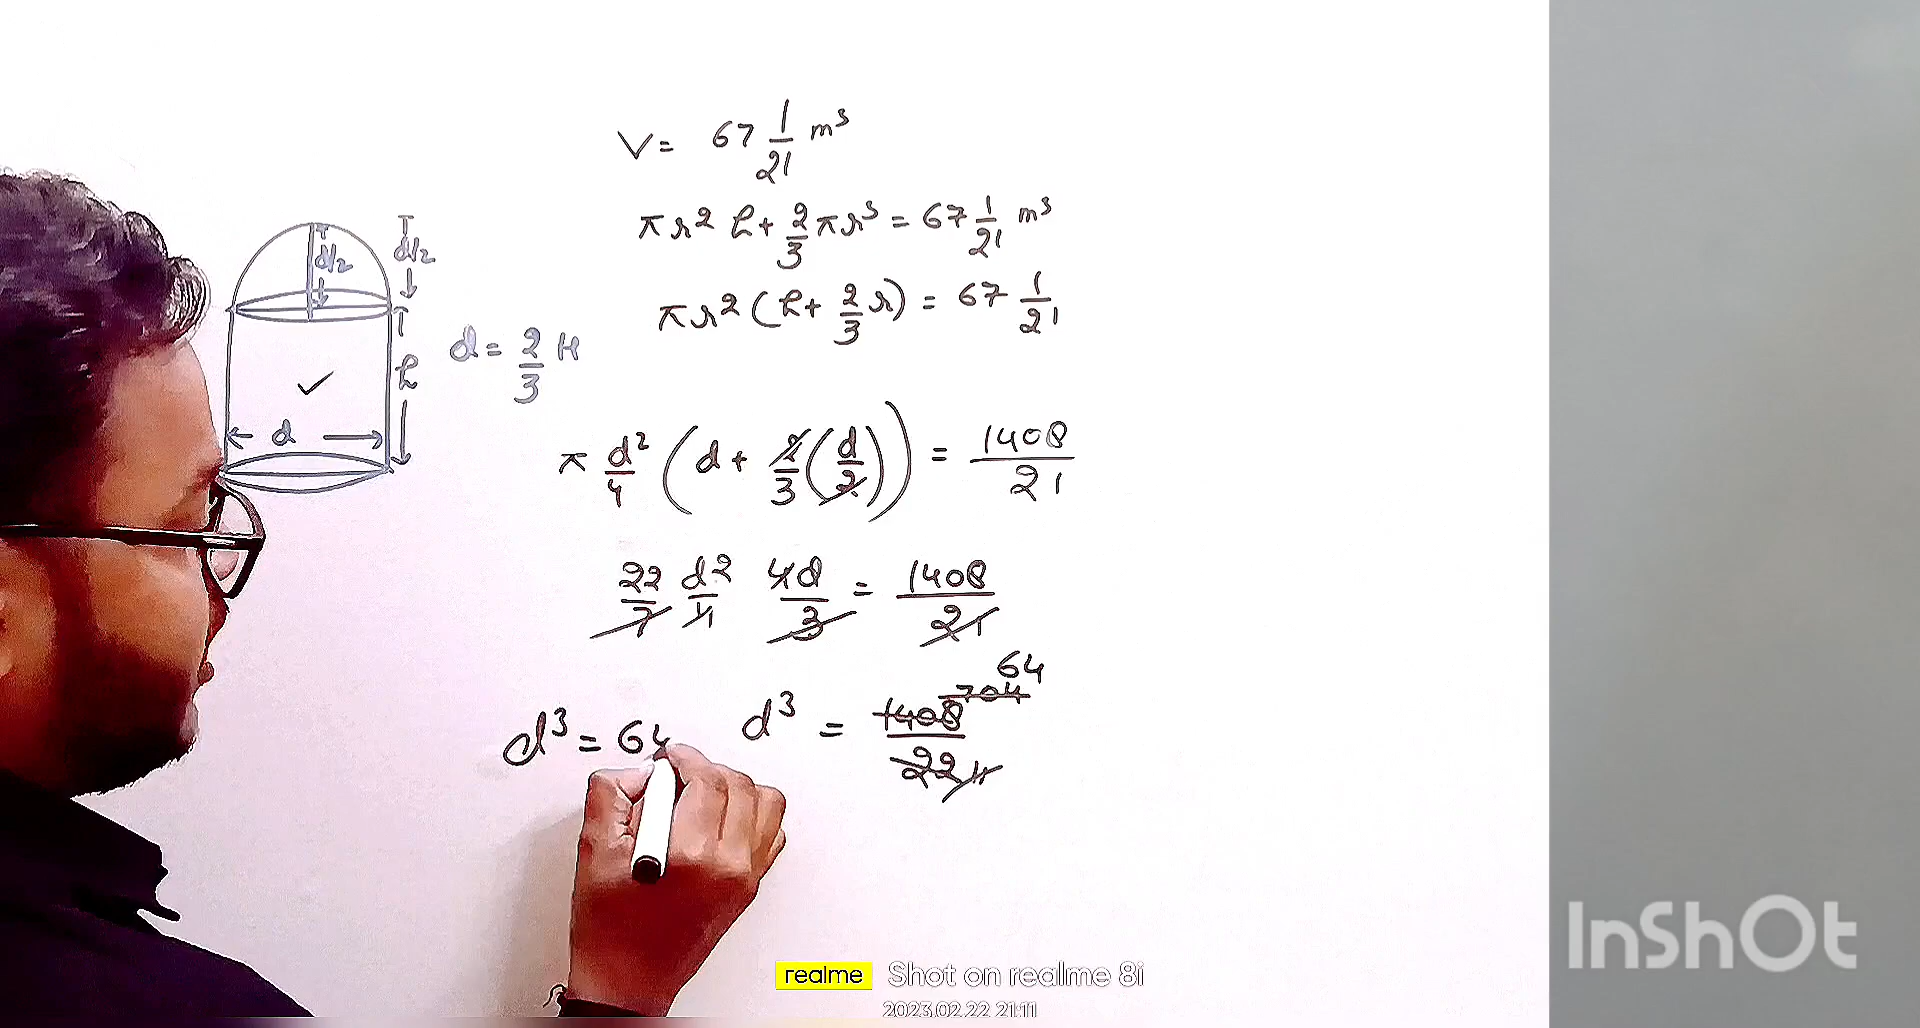 V = 67 1/21 m³
πr² h + 2/3 πr³ = 67 1/21 m³
πr² (h + 2/3 r) = 67 1/21
d/2
d/2
h
d
d = 2/3 H
π d²/4 (d + 2/3 (d/2)) = 1408/21
22/7 d²/4 4d/3 = 1408/21
64
704
d³ = 64 d³ = 1408/22
11
InShOt
realme Shot on realme 8i
2023.02.22 21:11